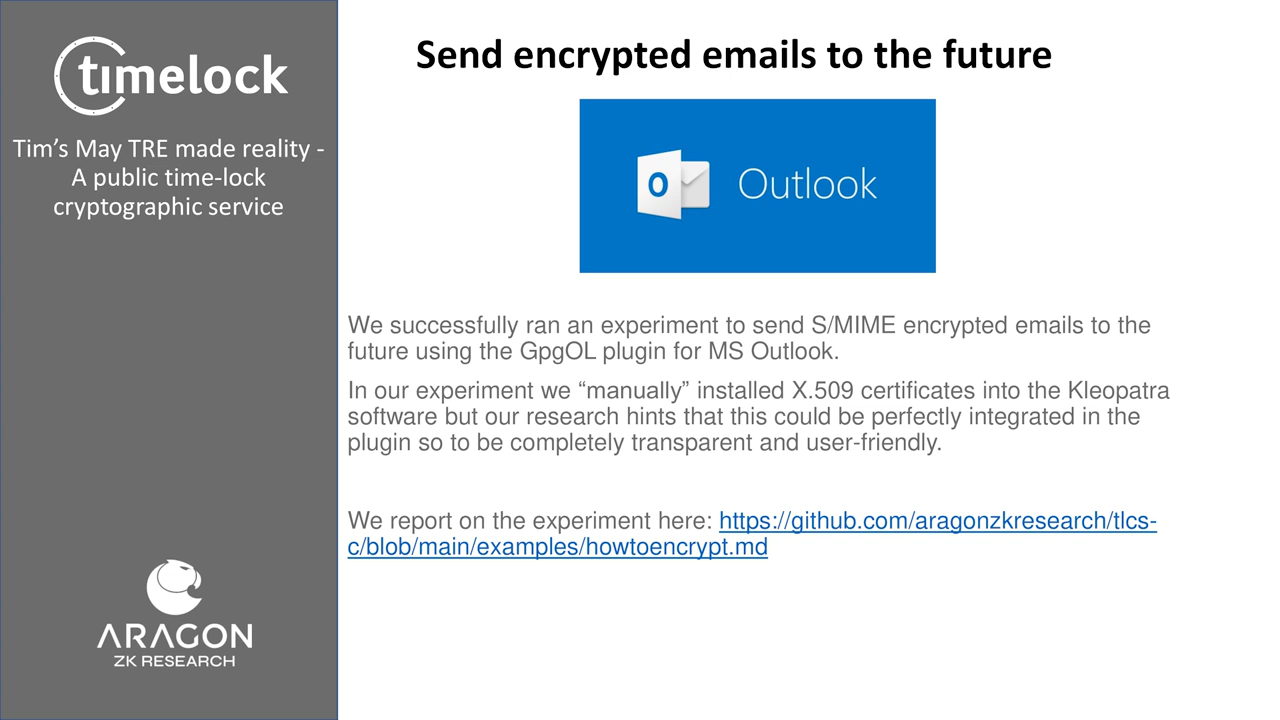 timelock
Tim’s May TRE made reality -
A public time-lock
cryptographic service
ARAGON
ZK RESEARCH
Send encrypted emails to the future
Outlook
We successfully ran an experiment to send S/MIME encrypted emails to the
future using the GpgOL plugin for MS Outlook.
In our experiment we “manually” installed X.509 certificates into the Kleopatra
software but our research hints that this could be perfectly integrated in the
plugin so to be completely transparent and user-friendly.
We report on the experiment here: https://github.com/aragonzkresearch/tlcs-
c/blob/main/examples/howtoencrypt.md